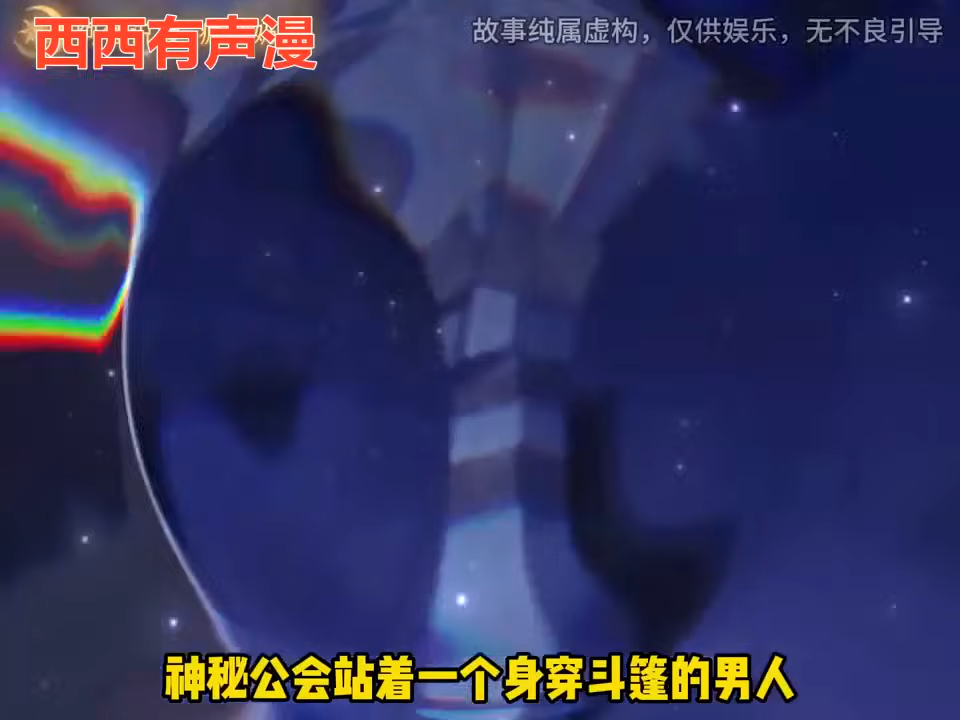 西西有声漫
故事纯属虚构，仅供娱乐，无不良引导
神秘公会站着一个身穿斗篷的男人